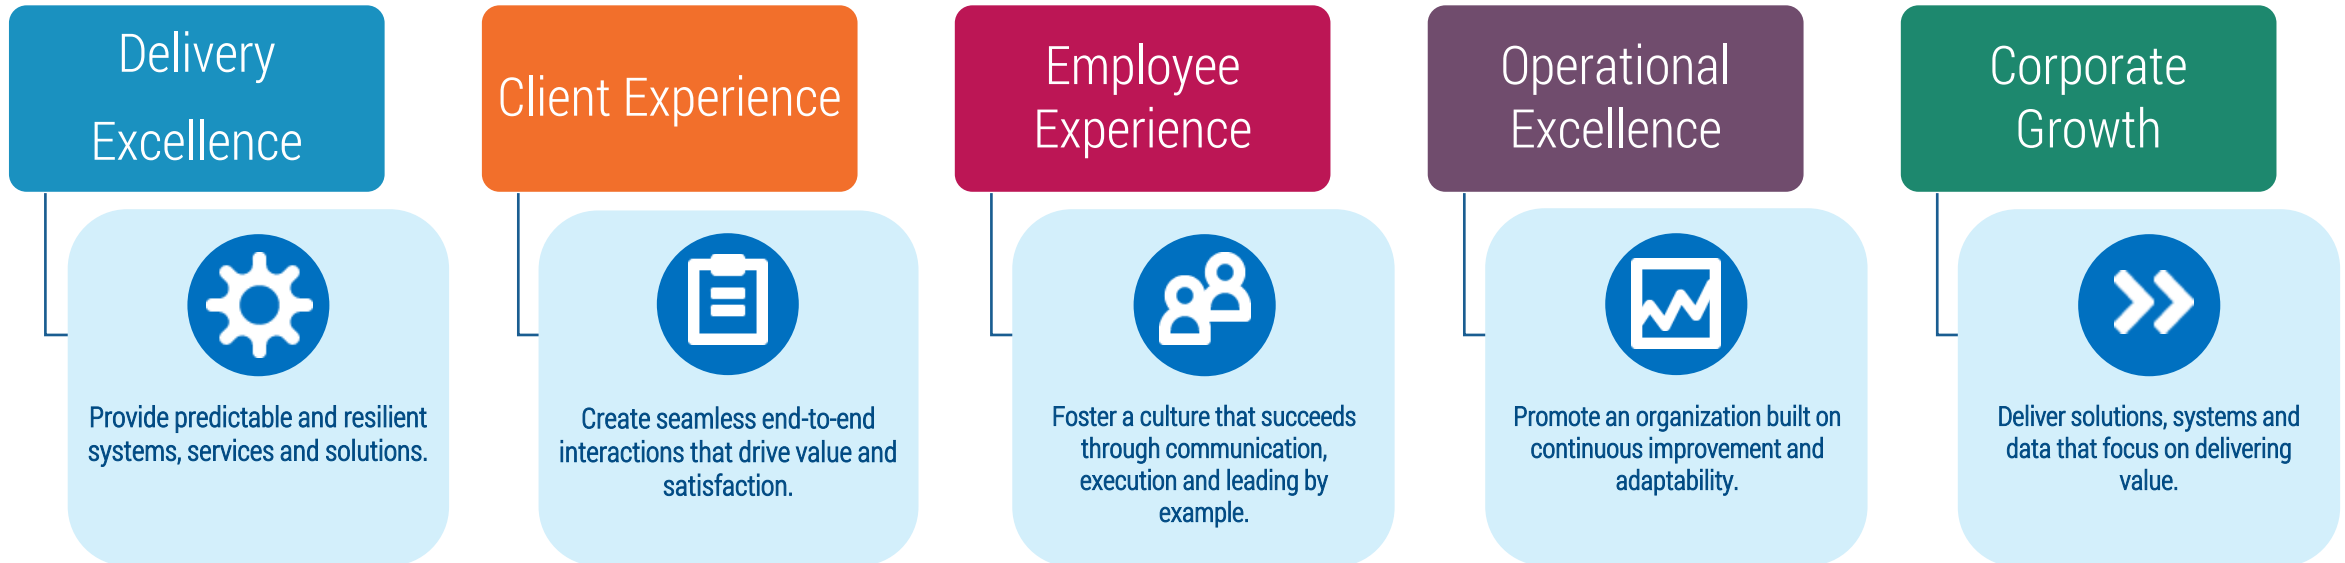 Delivery
Excellence
Provide predictable and resilient
systems, services and solutions.
Client Experience
Create seamless end-to-end
interactions that drive value and
satisfaction.
Employee
Experience
Foster a culture that succeeds
through communication,
execution and leading by
example.
Operational
Excellence
Promote an organization built on
continuous improvement and
adaptability.
Corporate
Growth
Deliver solutions, systems and
data that focus on delivering
value.